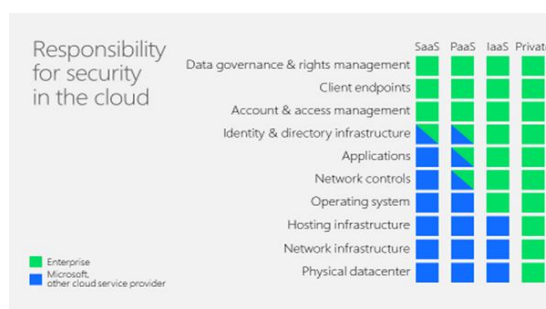 Responsibility
for security
in the cloud
SaaS PaaS IaaS Private
Data governance & rights management
Client endpoints
Account & access management
Identity & directory infrastructure
Applications
Network controls
Operating system
Hosting infrastructure
Network infrastructure
Physical datacenter
Enterprise
Microsoft,
other cloud service provider